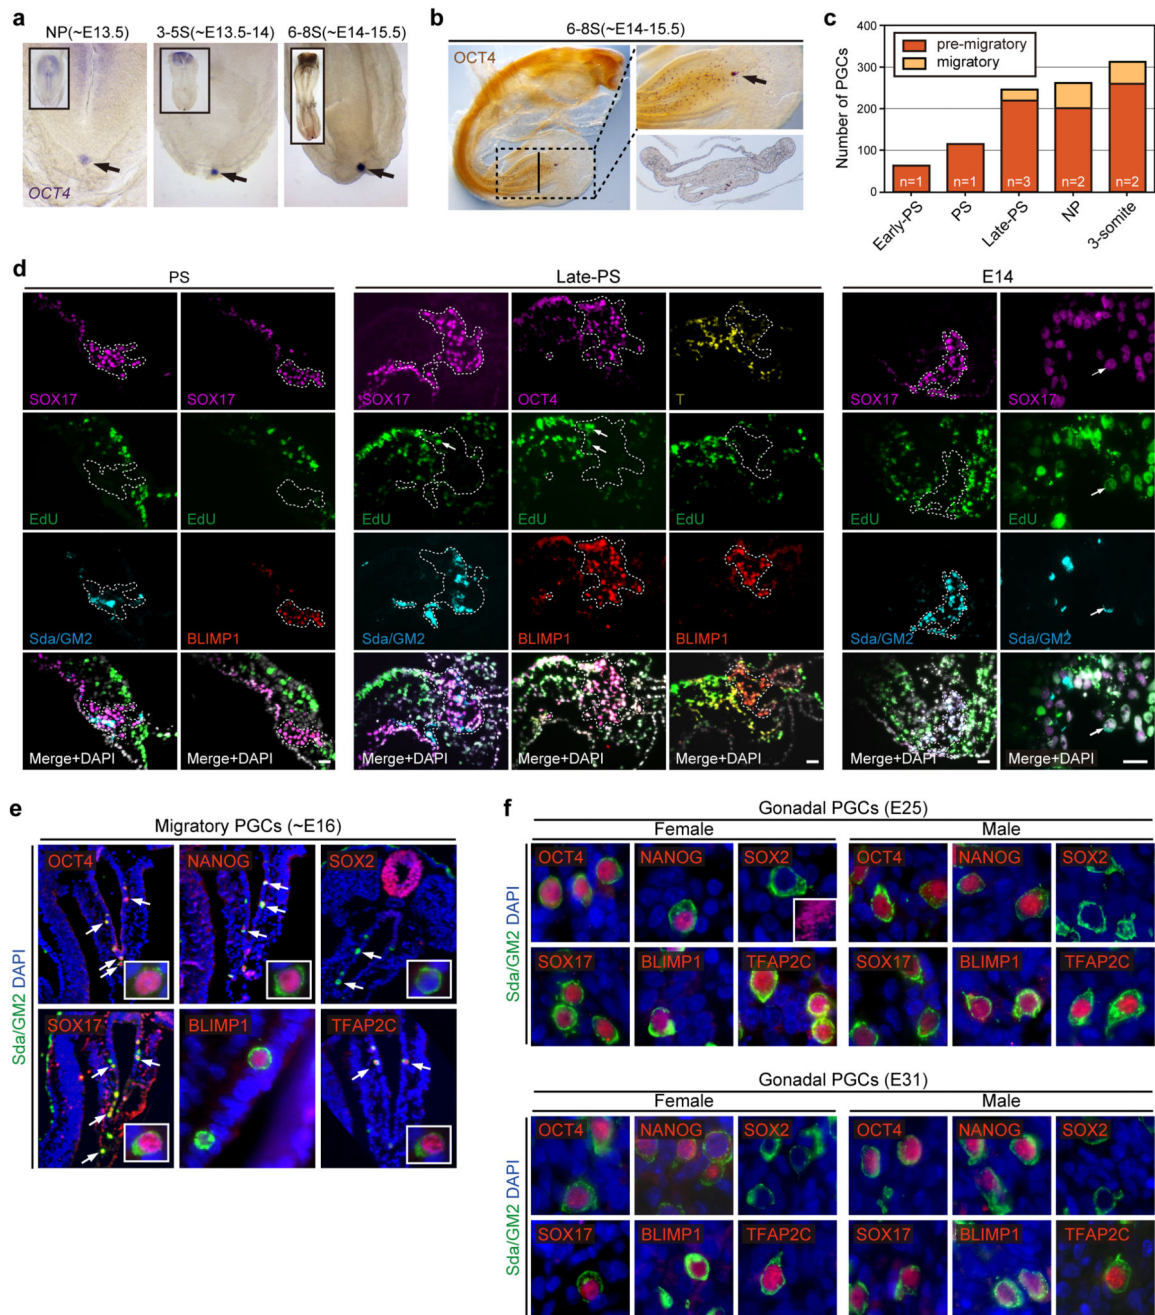 a
NP(~E13.5)
3-5S(~E13.5-14)
6-8S(~E14-15.5)
OCT4
b
6-8S(~E14-15.5)
OCT4
c
Number of PGCs
400
300
200
100
0
pre-migratory
migratory
n=1
n=1
n=3
n=2
n=2
Early-PS
PS
Late-PS
NP
3-somite
d
PS
Late-PS
E14
SOX17
SOX17
SOX17
OCT4
T
SOX17
SOX17
EdU
EdU
EdU
EdU
EdU
EdU
EdU
Sda/GM2
BLIMP1
Sda/GM2
BLIMP1
BLIMP1
Sda/GM2
Sda/GM2
Merge+DAPI
Merge+DAPI
Merge+DAPI
Merge+DAPI
Merge+DAPI
Merge+DAPI
Merge+DAPI
e
Migratory PGCs (~E16)
Sda/GM2 DAPI
OCT4
NANOG
SOX2
SOX17
BLIMP1
TFAP2C
f
Gonadal PGCs (E25)
Female
Male
Sda/GM2 DAPI
OCT4
NANOG
SOX2
OCT4
NANOG
SOX2
SOX17
BLIMP1
TFAP2C
SOX17
BLIMP1
TFAP2C
Gonadal PGCs (E31)
Female
Male
Sda/GM2 DAPI
OCT4
NANOG
SOX2
OCT4
NANOG
SOX2
SOX17
BLIMP1
TFAP2C
SOX17
BLIMP1
TFAP2C